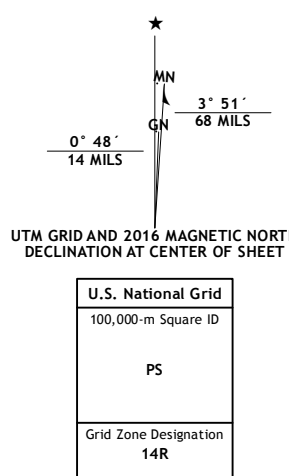 ★
MN
3° 51´
68 MILS
GN
0° 48´
14 MILS
UTM GRID AND 2016 MAGNETIC NORT
DECLINATION AT CENTER OF SHEET
U.S. National Grid
100,000-m Square ID
PS
Grid Zone Designation
14R